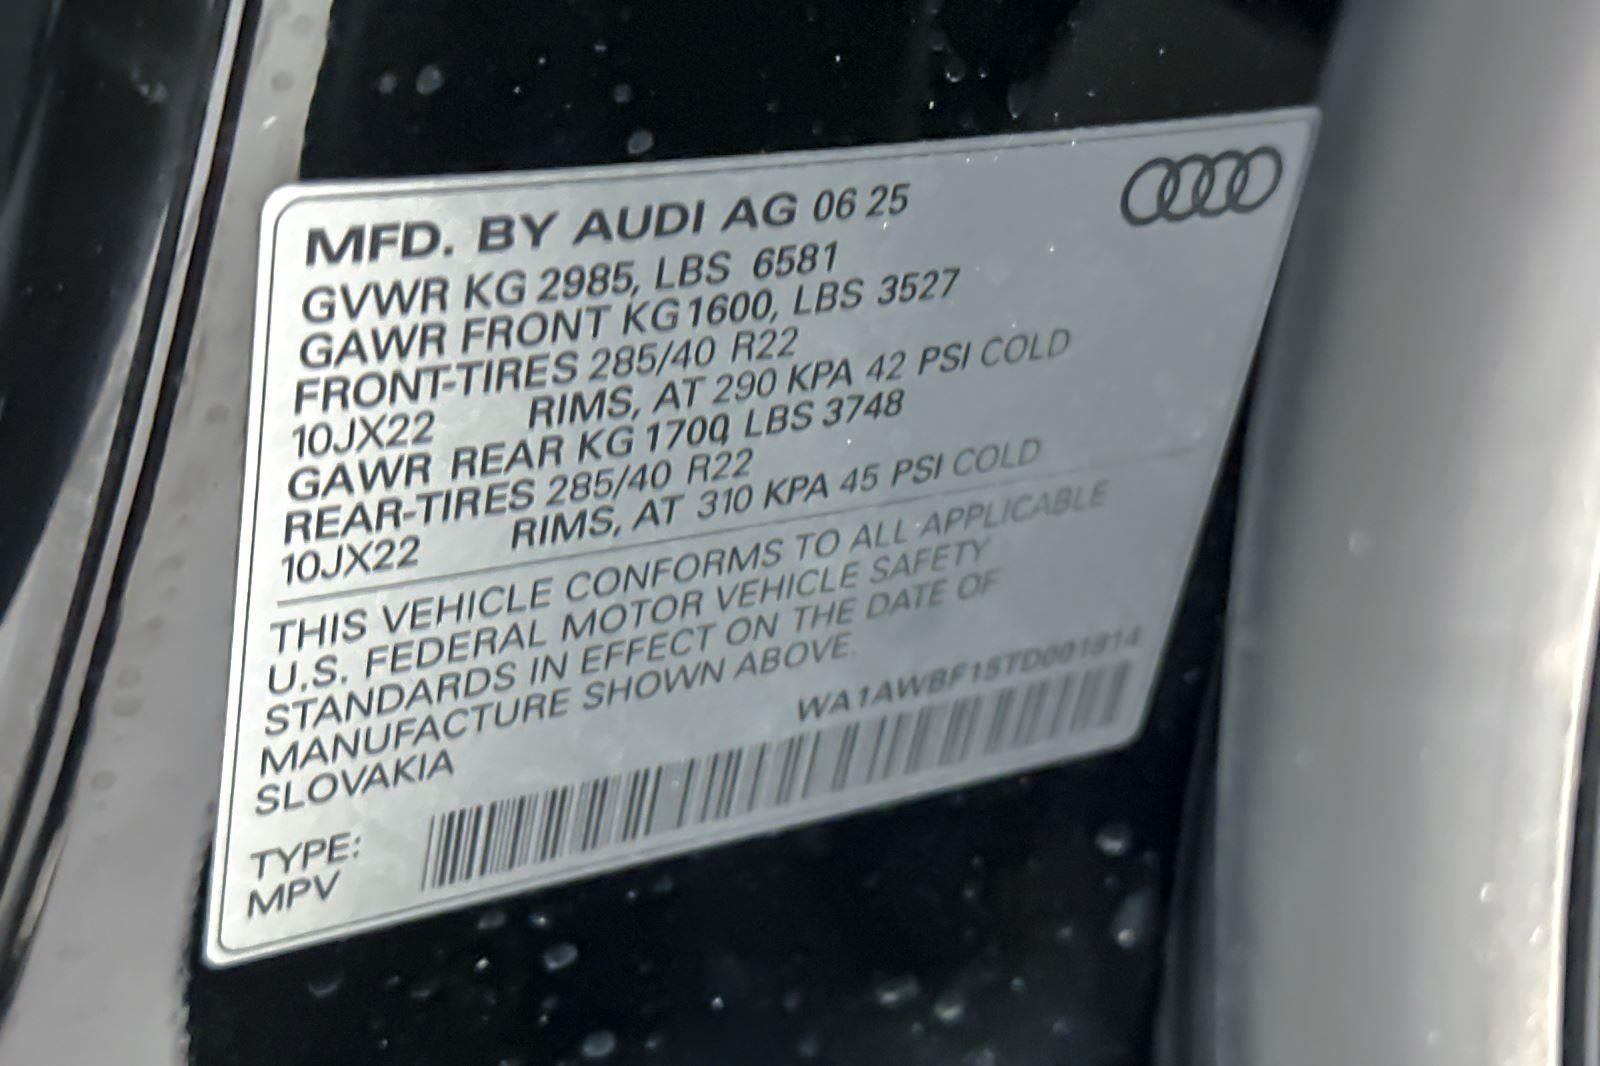 MFD. BY AUDI AG 06 25
GVWR KG 2985, LBS 6581
GAWR FRONT KG 1600, LBS 3527
FRONT-TIRES 285/40 R22
10JX22 RIMS, AT 290 KPA 42 PSI COLD
GAWR REAR KG 1700, LBS 3748
REAR-TIRES 285/40 R22
10JX22 RIMS, AT 310 KPA 45 PSI COLD
THIS VEHICLE CONFORMS TO ALL APPLICABLE
U.S. FEDERAL MOTOR VEHICLE SAFETY
STANDARDS IN EFFECT ON THE DATE OF
MANUFACTURE SHOWN ABOVE.
SLOVAKIA
TYPE:
MPV